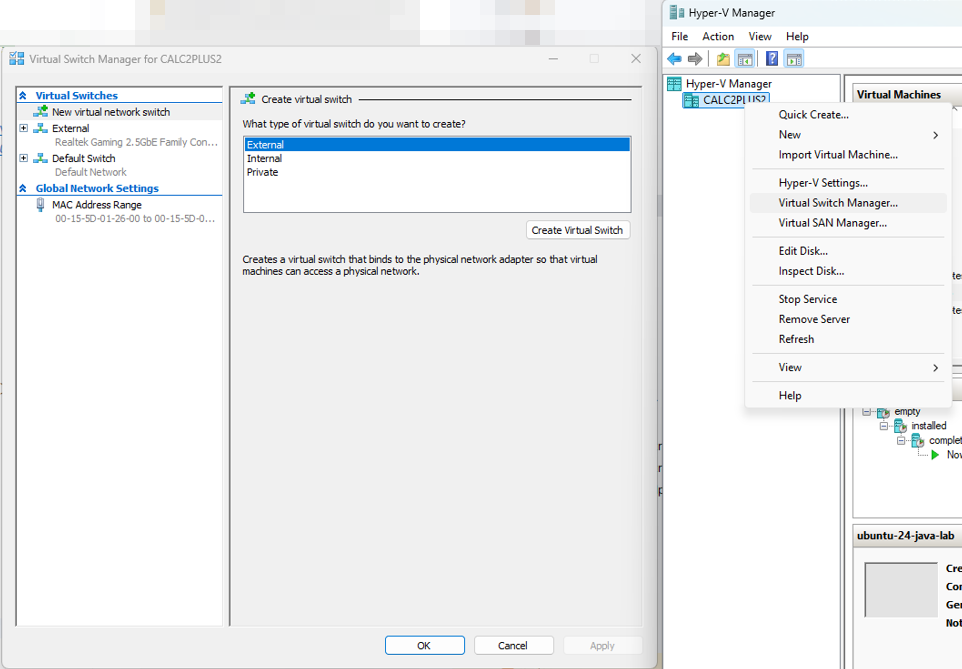 Virtual Switch Manager for CALC2PLUS2
Virtual Switches
New virtual network switch
External
Realtek Gaming 2.5GbE Family Con...
Default Switch
Default Network
Global Network Settings
MAC Address Range
00-15-5D-01-26-00 to 00-15-5D-0...
Create virtual switch
What type of virtual switch do you want to create?
External
Internal
Private
Create Virtual Switch
Creates a virtual switch that binds to the physical network adapter so that virtual
machines can access a physical network.
OK
Cancel
Apply
Hyper-V Manager
File Action View Help
Hyper-V Manager
CALC2PLUS2
Virtual Machines
Quick Create...
New
Import Virtual Machine...
Hyper-V Settings...
Virtual Switch Manager...
Virtual SAN Manager...
Edit Disk...
Inspect Disk...
Stop Service
Remove Server
Refresh
View
Help
empty
installed
complet
Now
ubuntu-24-java-lab
Cre
Gen
Not